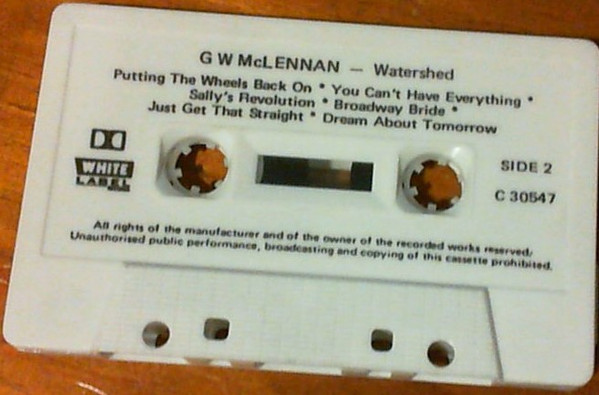 G W McLENNAN — Watershed
Putting The Wheels Back On * You Can't Have Everything *
Sally's Revolution * Broadway Bride *
Just Get That Straight * Dream About Tomorrow
SIDE 2
WHITE
LABEL
C 30547
All rights of the manufacturer and of the owner of the recorded works reserved/
Unauthorised public performance, broadcasting and copying of this cassette prohibited.